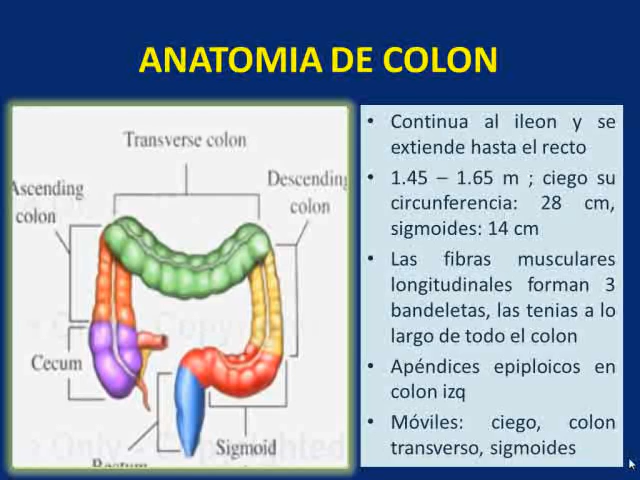 ANATOMIA DE COLON
Transverse colon
Ascending
colon
Descending
colon
Cecum
Sigmoid
Rectum
• Continua al ileon y se
extiende hasta el recto
• 1.45 – 1.65 m ; ciego su
circunferencia: 28 cm,
sigmoides: 14 cm
• Las fibras musculares
longitudinales forman 3
bandeletas, las tenias a lo
largo de todo el colon
• Apéndices epiploicos en
colon izq
• Móviles: ciego, colon
transverso, sigmoides